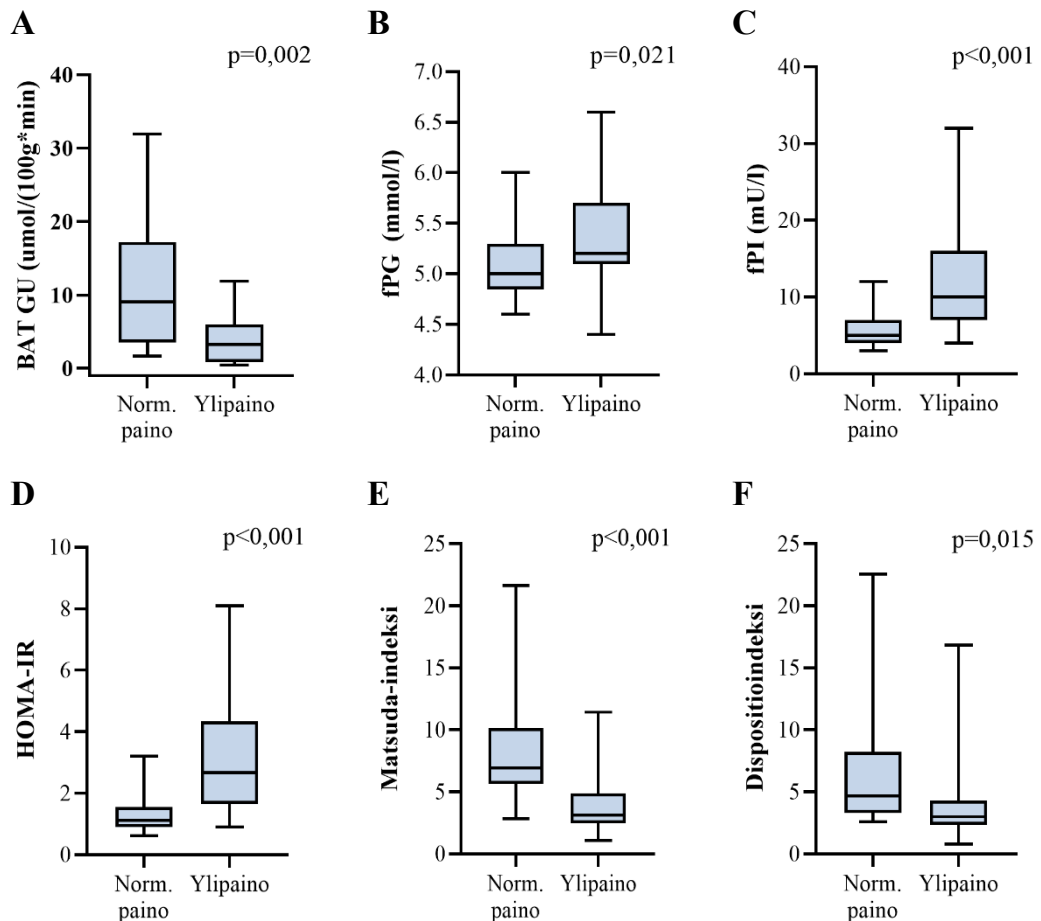 A
p=0,002
BAT GU (umol/(100g*min)
40
30
20
10
0
Norm.
paino
Ylipaino
B
p=0,021
fPG (mmol/l)
7.0
6.5
6.0
5.5
5.0
4.5
4.0
Norm.
paino
Ylipaino
C
p<0,001
fPI (mU/l)
40
30
20
10
0
Norm.
paino
Ylipaino
D
p<0,001
HOMA-IR
10
8
6
4
2
0
Norm.
paino
Ylipaino
E
p<0,001
Matsuda-indeksi
25
20
15
10
5
0
Norm.
paino
Ylipaino
F
p=0,015
Dispositioindeksi
25
20
15
10
5
0
Norm.
paino
Ylipaino